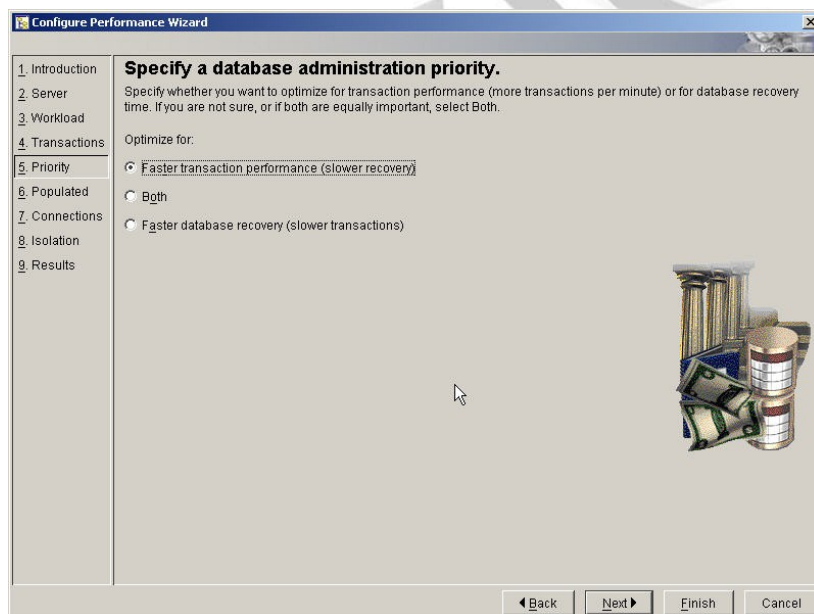 Configure Performance Wizard
1. Introduction
2. Server
3. Workload
4. Transactions
5. Priority
6. Populated
7. Connections
8. Isolation
9. Results
Specify a database administration priority.
Specify whether you want to optimize for transaction performance (more transactions per minute) or for database recovery
time. If you are not sure, or if both are equally important, select Both.
Optimize for:
Faster transaction performance (slower recovery)
Both
Faster database recovery (slower transactions)
Back
Next
Finish
Cancel